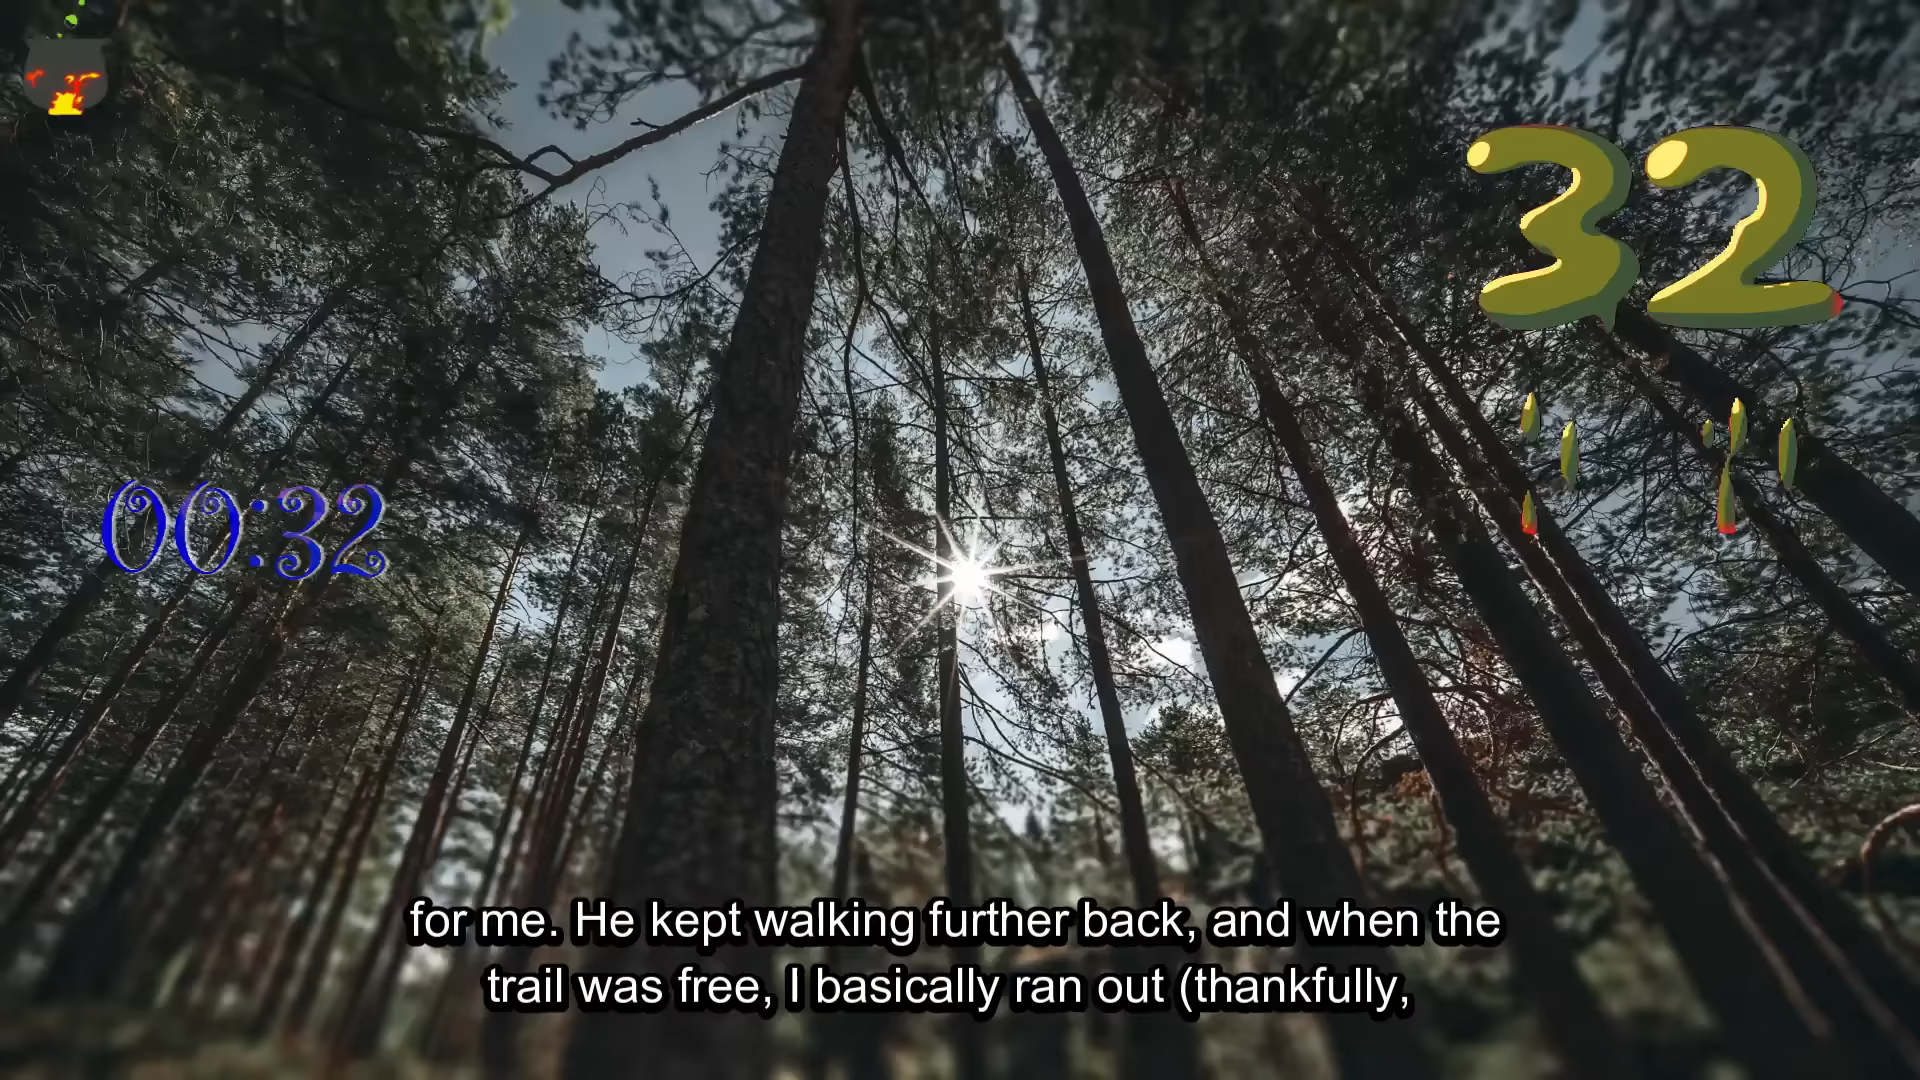 32
00:32
for me. He kept walking further back, and when the
trail was free, I basically ran out (thankfully,